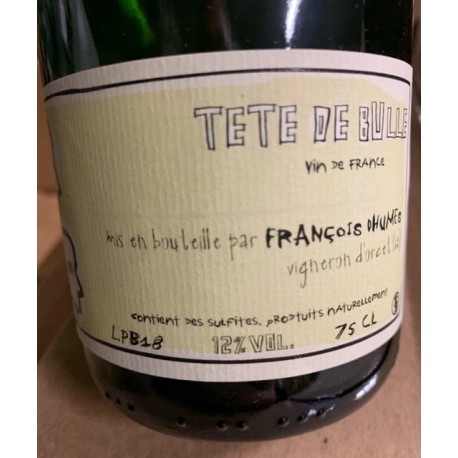 TETE DE BULLE
Vin DE FRANCE
mis en bouteille par FRANÇOIS DHUMES
vigneron d'orcet (63)
contient des sulfites, produits naturellement
LPB18 12% VOL. 75 CL